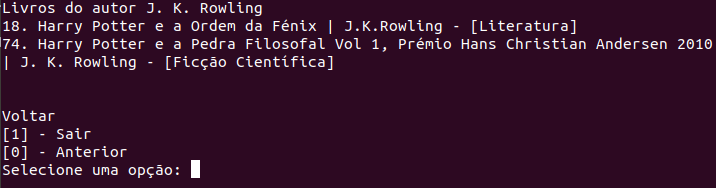 Livros do autor J. K. Rowling
18. Harry Potter e a Ordem da Fénix | J.K.Rowling - [Literatura]
74. Harry Potter e a Pedra Filosofal Vol 1, Prémio Hans Christian Andersen 2010
| J. K. Rowling - [Ficção Científica]
Voltar
[1] - Sair
[0] - Anterior
Selecione uma opção: